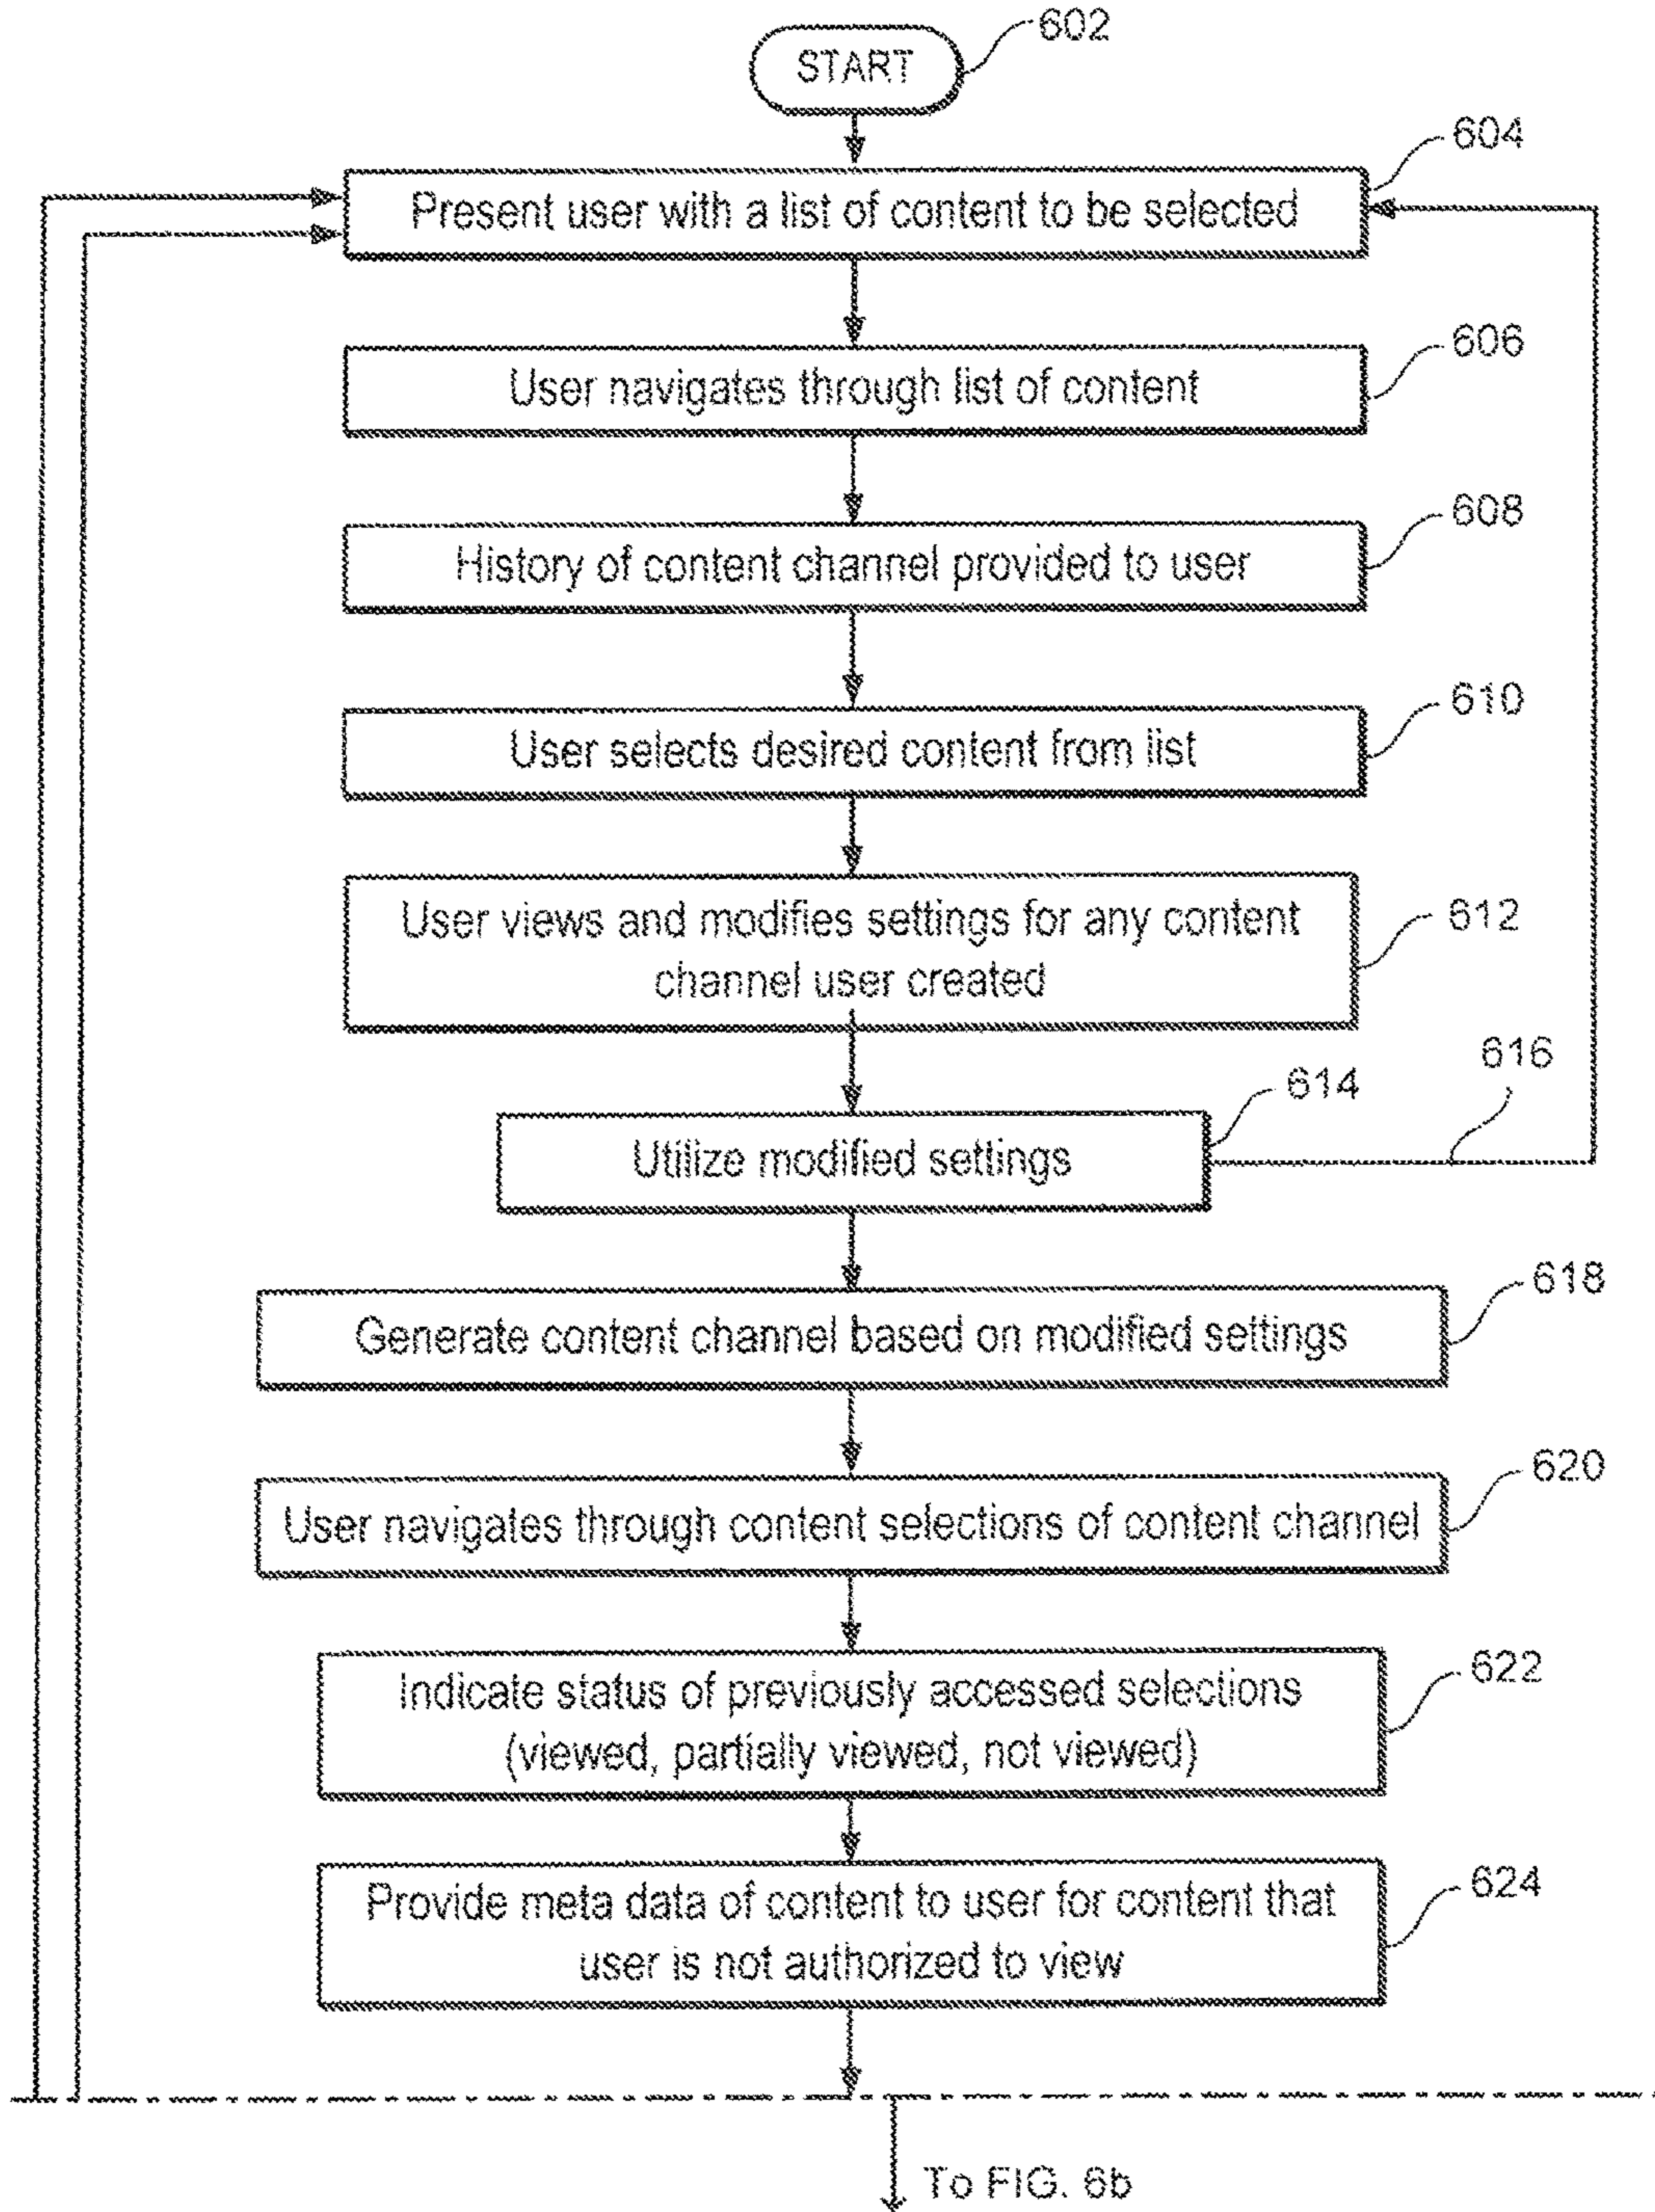 START
602
Present user with a list of content to be selected
604
User navigates through list of content
606
History of content channel provided to user
608
User selects desired content from list
610
User views and modifies settings for any content
channel user created
612
Utilize modified settings
614
616
Generate content channel based on modified settings
618
User navigates through content selections of content channel
620
Indicate status of previously accessed selections
(viewed, partially viewed, not viewed)
622
Provide meta data of content to user for content that
user is not authorized to view
624
To FIG. 6b